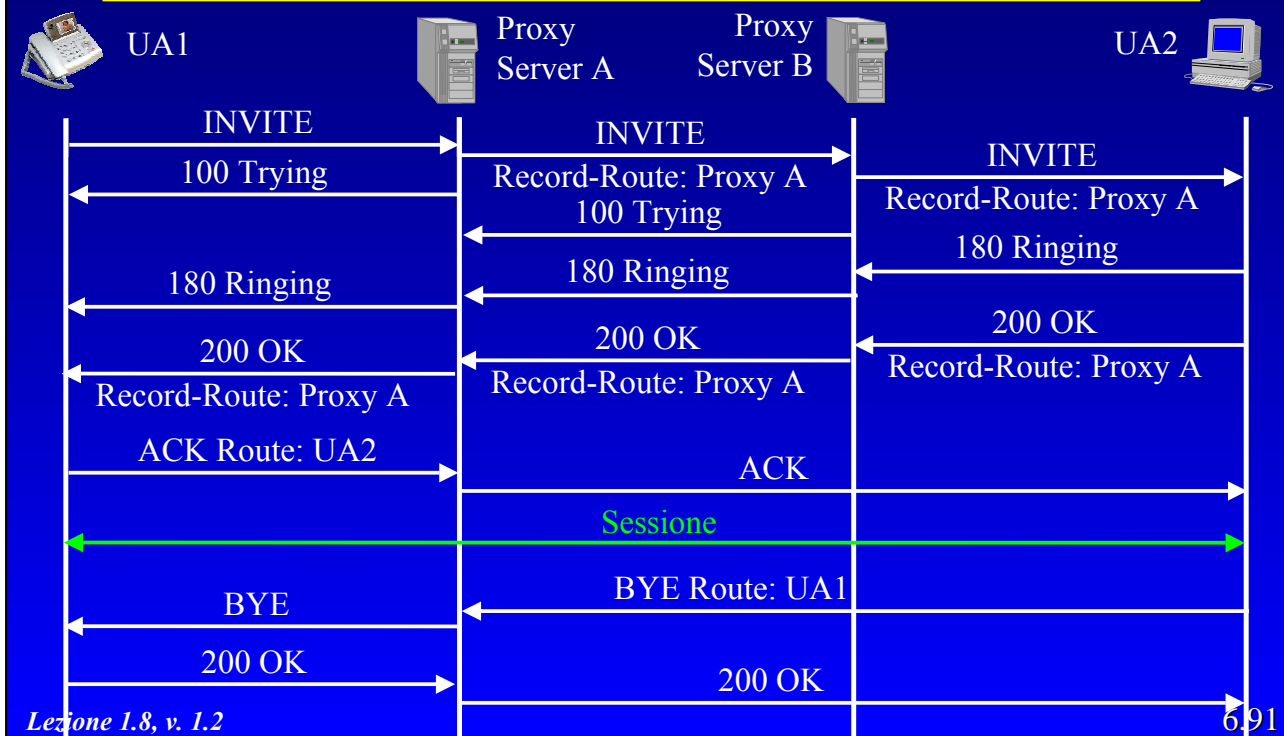 UA1
Proxy
Server A
Proxy
Server B
UA2
INVITE
INVITE
INVITE
100 Trying
Record-Route: Proxy A
Record-Route: Proxy A
100 Trying
180 Ringing
180 Ringing
180 Ringing
200 OK
200 OK
200 OK
Record-Route: Proxy A
Record-Route: Proxy A
Record-Route: Proxy A
ACK Route: UA2
ACK
Sessione
BYE Route: UA1
BYE
200 OK
200 OK
Lezione 1.8, v. 1.2
6.91